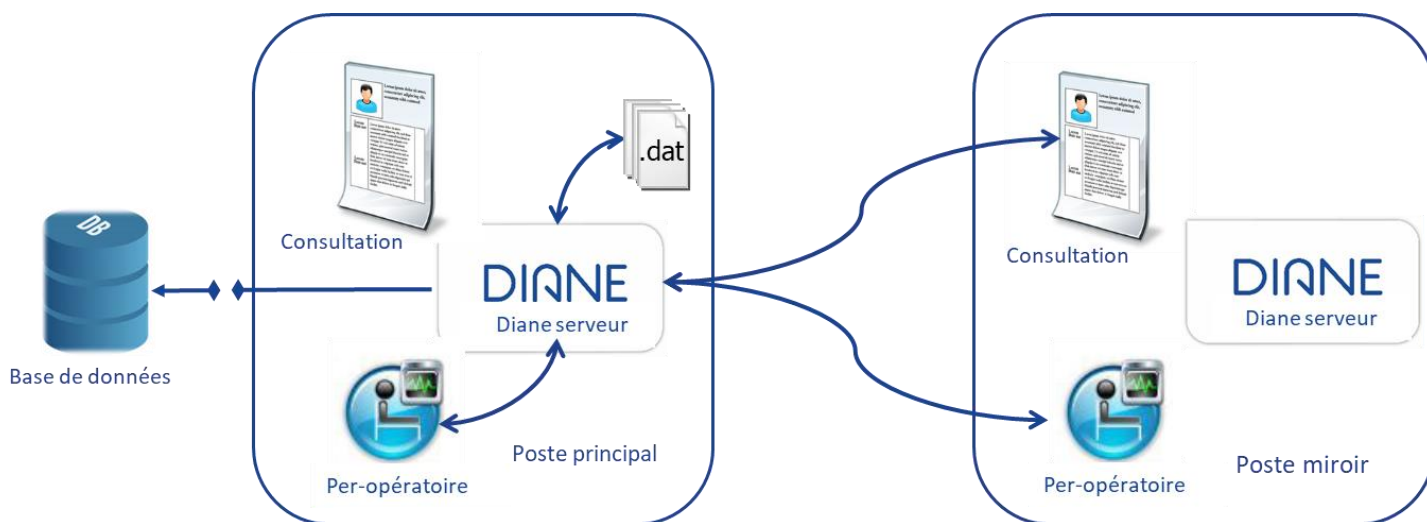 DB
Base de données
Consultation
.dat
DIANE
Diane serveur
Per-opératoire
Poste principal
Consultation
DIANE
Diane serveur
Per-opératoire
Poste miroir